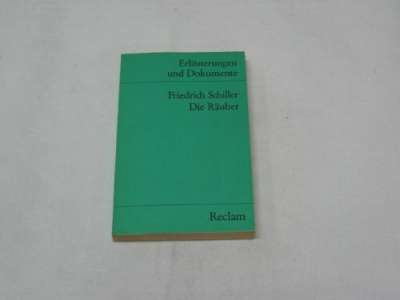 Erläuterungen
und Dokumente
Friedrich Schiller
Die Räuber
Reclam